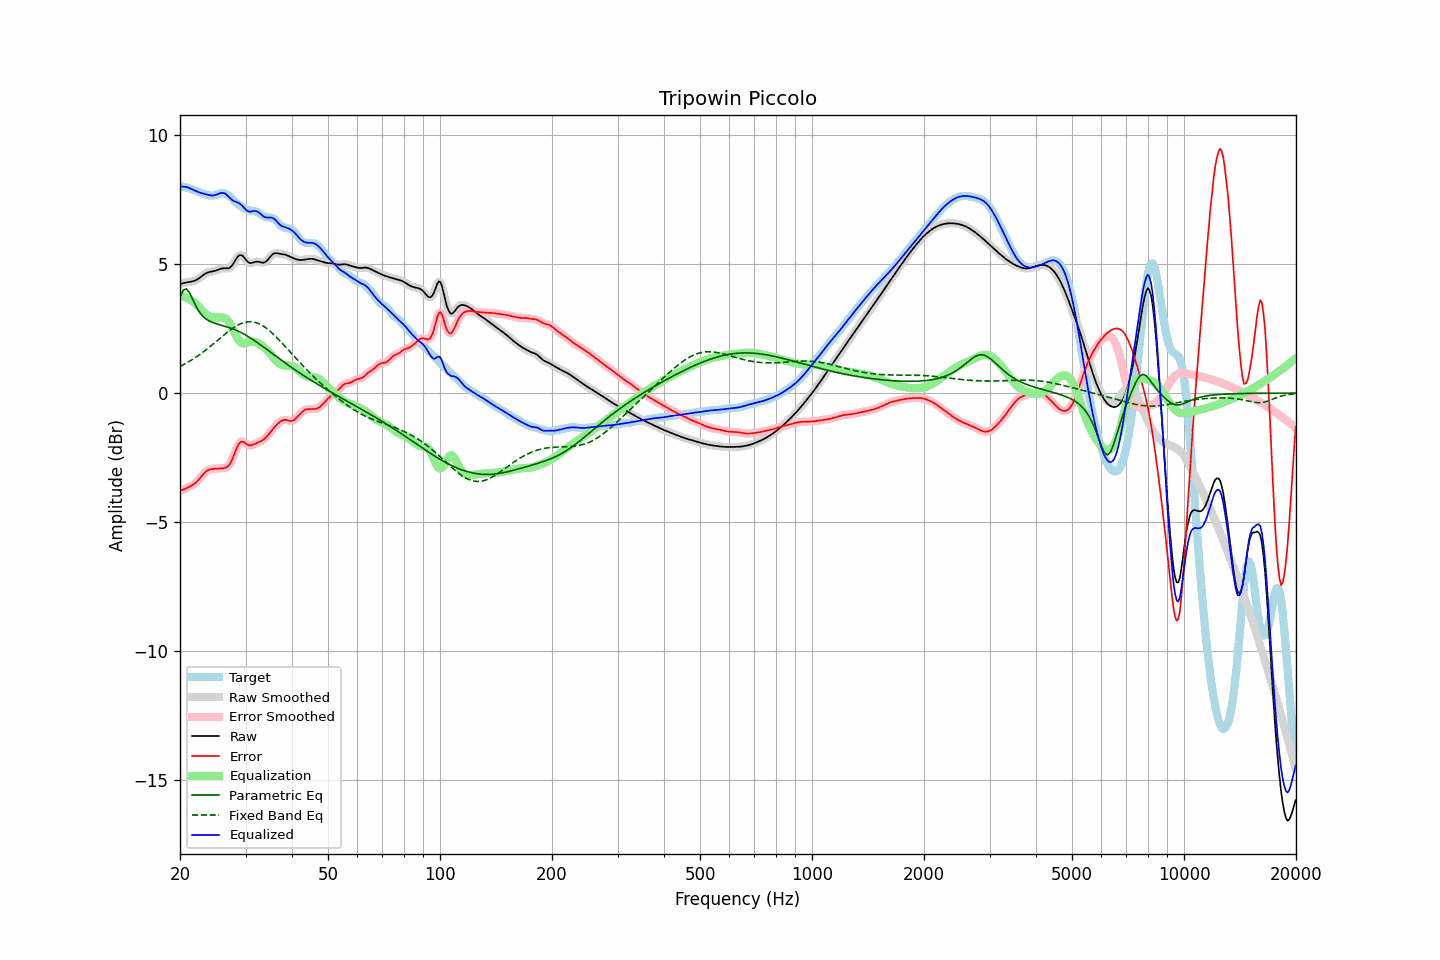 Tripowin Piccolo
Amplitude (dBr)
10
5
0
−5
−10
−15
Target
Raw Smoothed
Error Smoothed
Raw
Error
Equalization
Parametric Eq
Fixed Band Eq
Equalized
20 50 100 200 500 1000 2000 5000 10000 20000
Frequency (Hz)